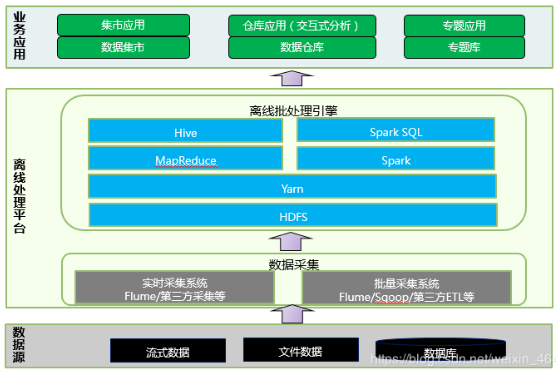 业务应用
集市应用
仓库应用（交互式分析）
专题应用
数据集市
数据仓库
专题库
离线处理平台
离线批处理引擎
Hive
Spark SQL
MapReduce
Spark
Yarn
HDFS
数据采集
实时采集系统
Flume/第三方采集等
批量采集系统
Flume/Sqoop/第三方ETL等
数据源
流式数据
文件数据
数据库
https://blog.csdn.net/weixin_46